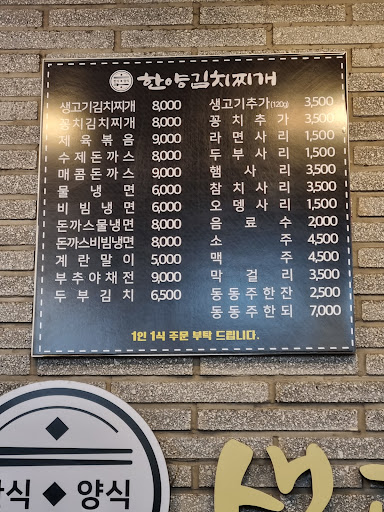 한양김치찌개
생고기김치찌개 8,000
꽁치김치찌개 8,000
제육볶음 9,000
수제돈까스 8,000
매콤돈까스 9,000
물냉면 8,000
비빔냉면 8,000
돈까스물냉면 8,000
돈까스비빔냉면 8,000
계란말이 5,000
부추야채전 9,000
두부김치 6,500
생고기추가(120g) 3,500
꽁치추가 3,500
라면사리 1,500
두부사리 1,500
햄사리 3,500
참치사리 3,500
오뎅사리 1,500
음료수 2,000
소주 4,500
맥주 4,500
막걸리 3,500
동동주한잔 2,500
동동주한되 7,000
1인 1식 주문 부탁 드립니다.
한식 ◆ 양식